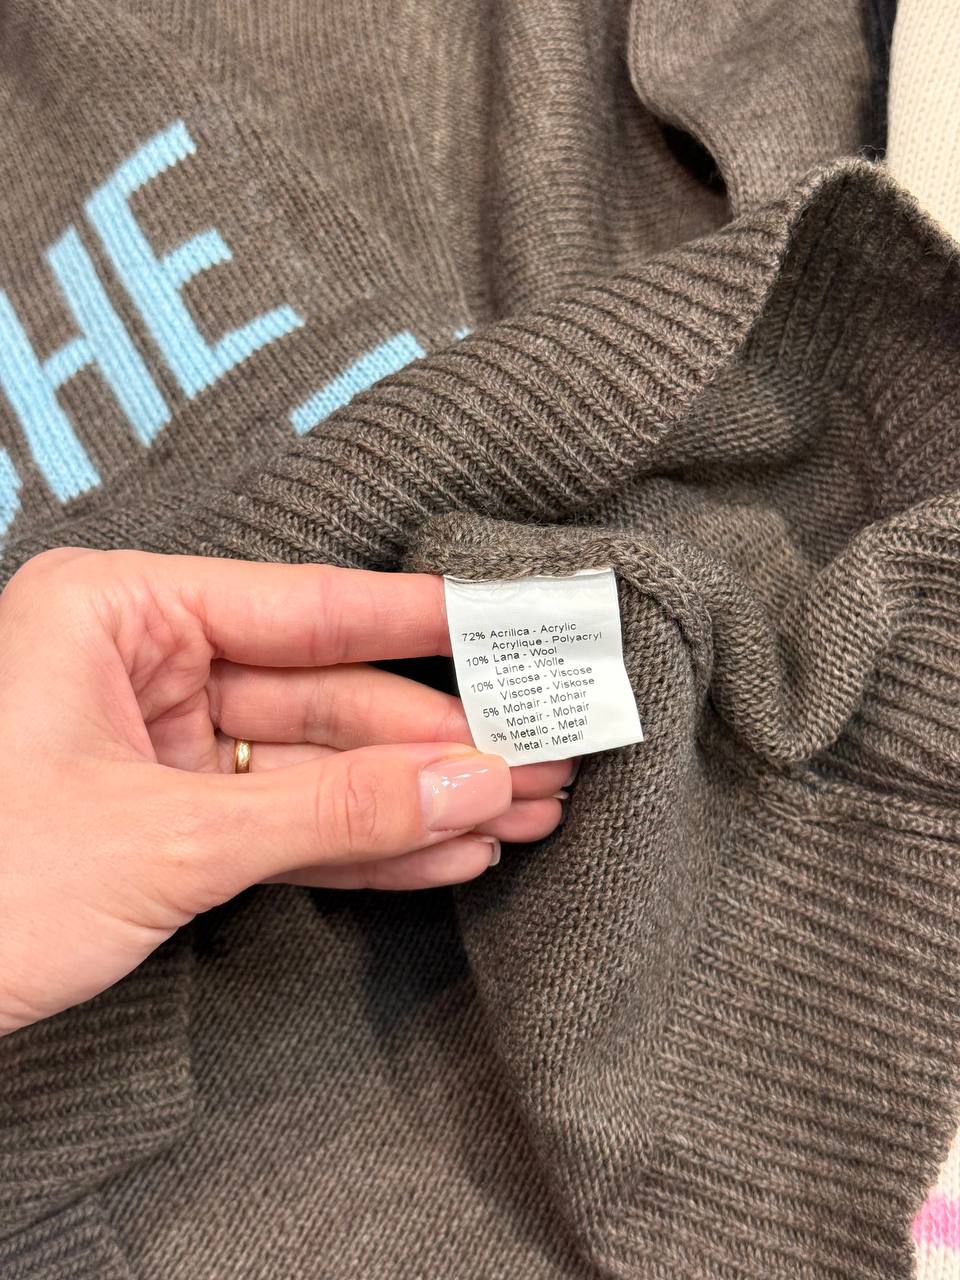 HE
72% Acrilica - Acrylic
Acrylique - Polyacryl
10% Lana - Wool
Laine - Wolle
10% Viscosa - Viscose
Viscose - Viskose
5% Mohair - Mohair
Mohair - Mohair
3% Metallo - Metal
Metal - Metall